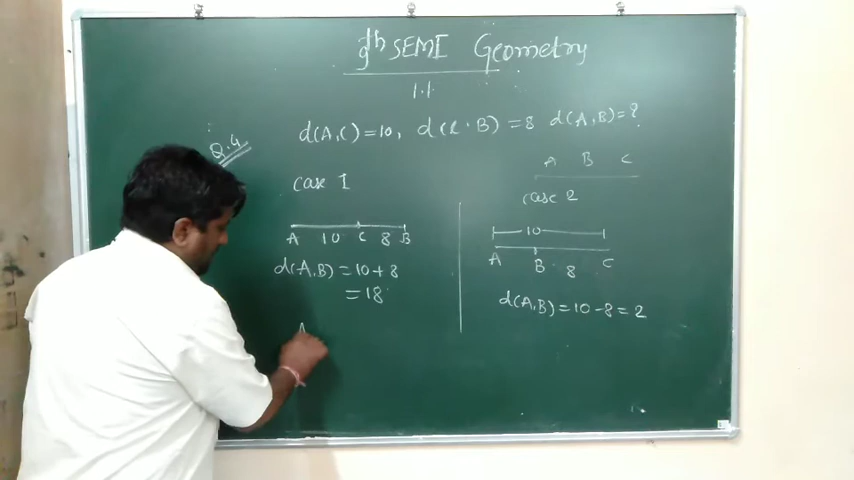 9th SEMI Geometry
1.1
Q.4
d(A,C)=10, d(C.B)=8 d(A,B)=?
A B C
Case 1
A 10 C 8 B
d(A,B)=10+8
=18
A
Case 2
10
A B 8 C
d(A,B)=10-8=2